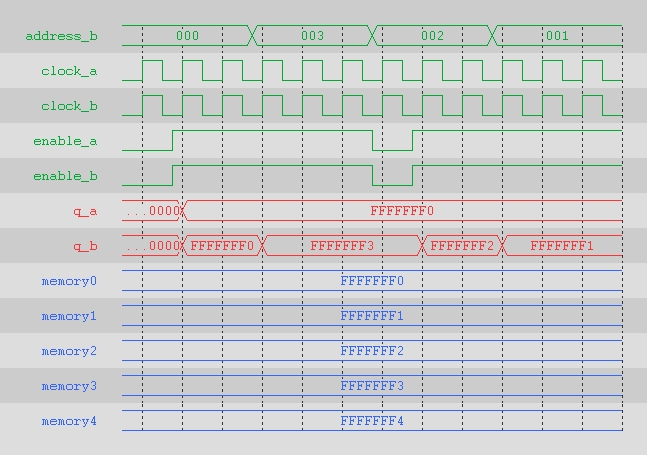 address_b 000 003 002 001
clock_a
clock_b
enable_a
enable_b
q_a ...0000 FFFFFFF0
q_b ...0000 FFFFFFF0 FFFFFFF3 FFFFFFF2 FFFFFFF1
memory0 FFFFFFF0
memory1 FFFFFFF1
memory2 FFFFFFF2
memory3 FFFFFFF3
memory4 FFFFFFF4